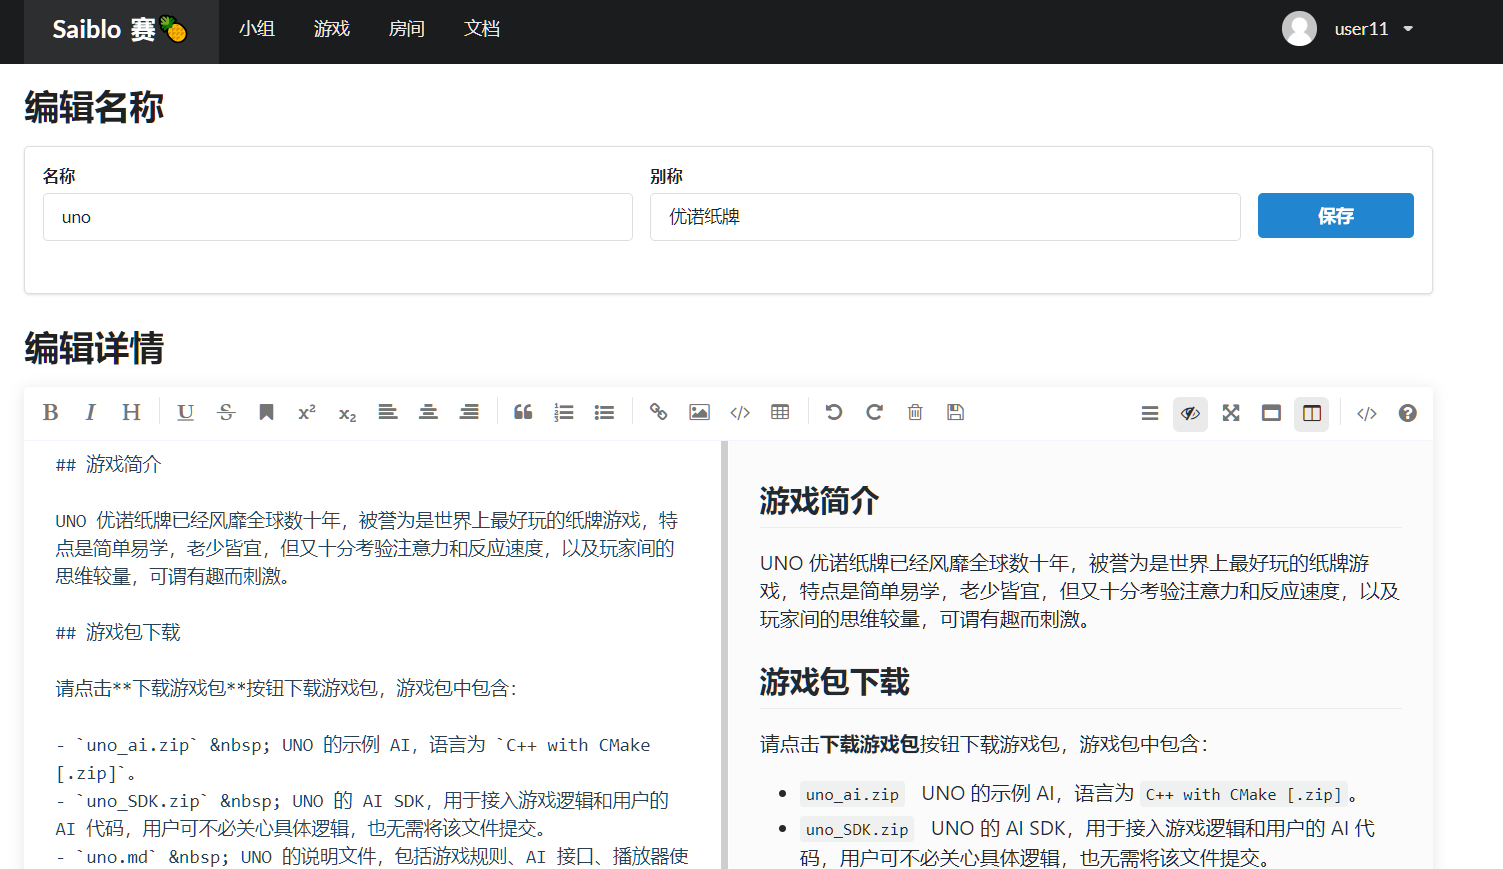 Saiblo 赛🍍 小组 游戏 房间 文档 user11
编辑名称
名称 别称
uno 优诺纸牌 保存
编辑详情
## 游戏简介
UNO 优诺纸牌已经风靡全球数十年，被誉为是世界上最好玩的纸牌游戏，特
点是简单易学，老少皆宜，但又十分考验注意力和反应速度，以及玩家间的
思维较量，可谓有趣而刺激。
## 游戏包下载
请点击**下载游戏包**按钮下载游戏包，游戏包中包含：
- `uno_ai.zip` &nbsp; UNO 的示例 AI，语言为 `C++ with CMake
[.zip]`。
- `uno_SDK.zip` &nbsp; UNO 的 AI SDK，用于接入游戏逻辑和用户的
AI 代码，用户可不必关心具体逻辑，也无需将该文件提交。
- `uno.md` &nbsp; UNO 的说明文件，包括游戏规则、AI 接口、播放器使
游戏简介
UNO 优诺纸牌已经风靡全球数十年，被誉为是世界上最好玩的纸牌游
戏，特点是简单易学，老少皆宜，但又十分考验注意力和反应速度，以及
玩家间的思维较量，可谓有趣而刺激。
游戏包下载
请点击下载游戏包按钮下载游戏包，游戏包中包含：
• uno_ai.zip UNO 的示例 AI，语言为 C++ with CMake [.zip] 。
• uno_SDK.zip UNO 的 AI SDK，用于接入游戏逻辑和用户的 AI 代
码，用户可不必关心具体逻辑，也无需将该文件提交。